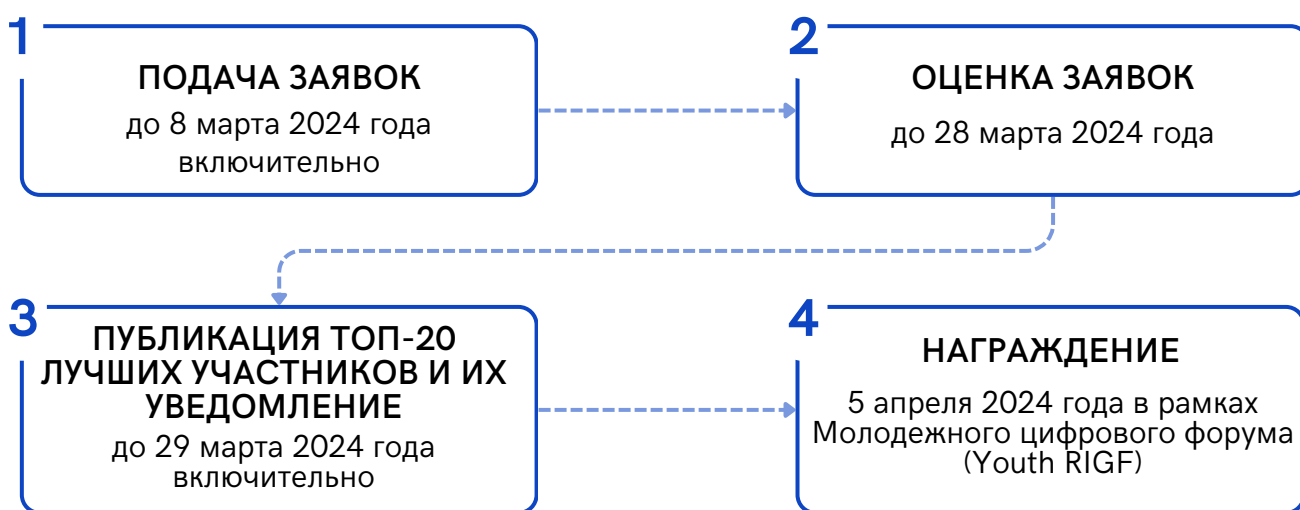 1
ПОДАЧА ЗАЯВОК
до 8 марта 2024 года
включительно
2
ОЦЕНКА ЗАЯВОК
до 28 марта 2024 года
3
ПУБЛИКАЦИЯ ТОП-20
ЛУЧШИХ УЧАСТНИКОВ И ИХ
УВЕДОМЛЕНИЕ
до 29 марта 2024 года
включительно
4
НАГРАЖДЕНИЕ
5 апреля 2024 года в рамках
Молодежного цифрового форума
(Youth RIGF)